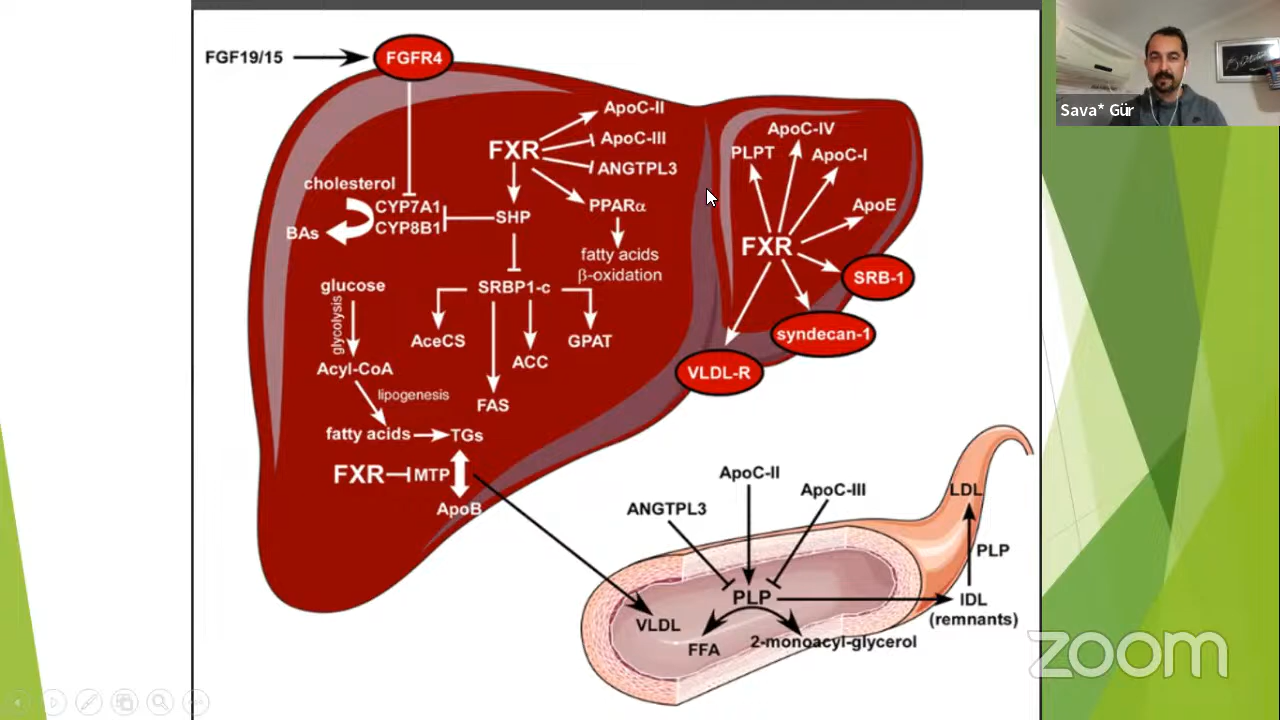 FGF19/15
FGFR4
ApoC-II
FXR
ApoC-III
ANGTPL3
cholesterol
CYP7A1
CYP8B1
BAs
SHP
PPARα
fatty acids
β-oxidation
glucose
glycolysis
SRBP1-c
AceCS
ACC
GPAT
FAS
Acyl-CoA
lipogenesis
fatty acids
TGs
FXR
MTP
ApoB
ApoC-IV
PLPT
ApoC-I
ApoE
FXR
SRB-1
syndecan-1
VLDL-R
ApoC-II
ANGTPL3
ApoC-III
LDL
PLP
PLP
IDL
(remnants)
VLDL
FFA
2-monoacyl-glycerol
Sava* Gür
zoom